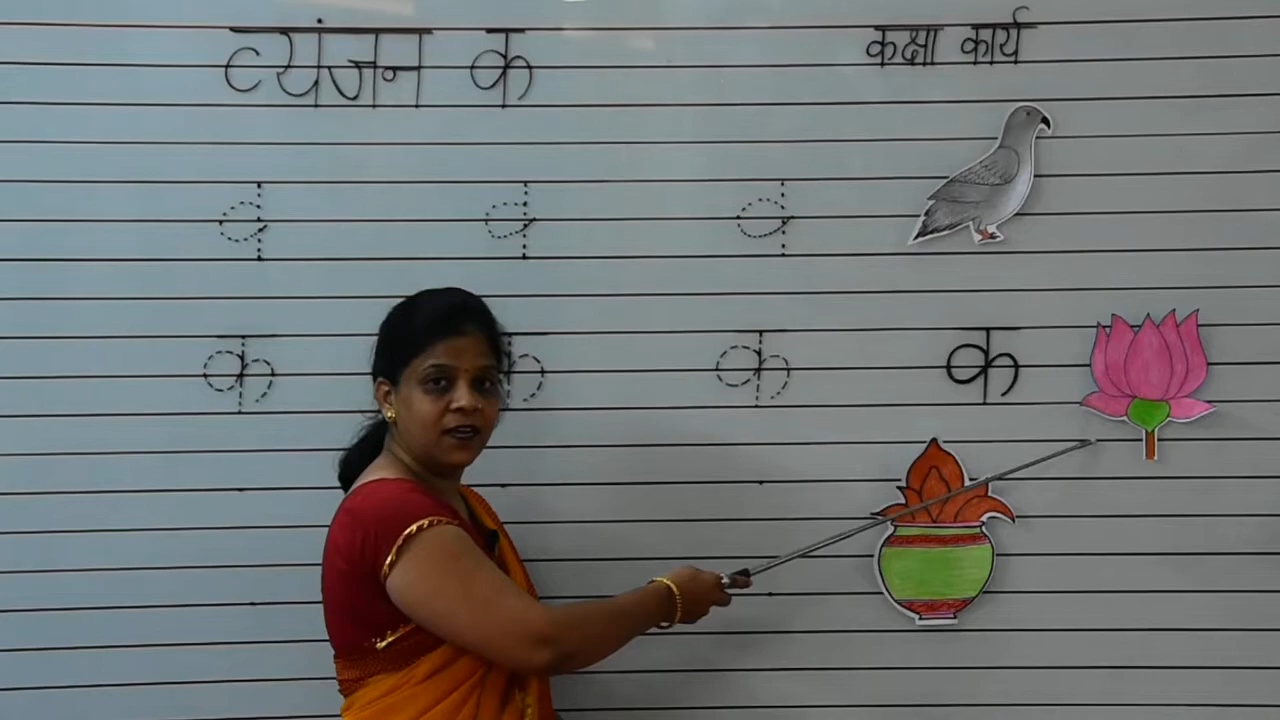 व्यंजन क
कक्षा कार्य
व व व
क क क क